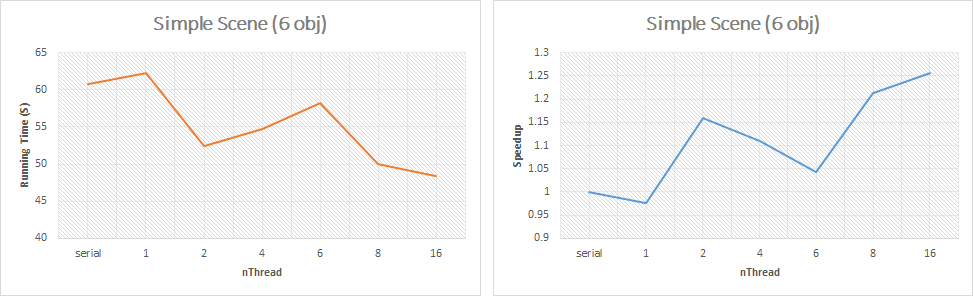 Simple Scene (6 obj)
65
60
55
50
45
40
Running Time (S)
serial 1 2 4 6 8 16
nThread
Simple Scene (6 obj)
1.3
1.25
1.2
1.15
1.1
1.05
1
0.95
0.9
Speedup
serial 1 2 4 6 8 16
nThread